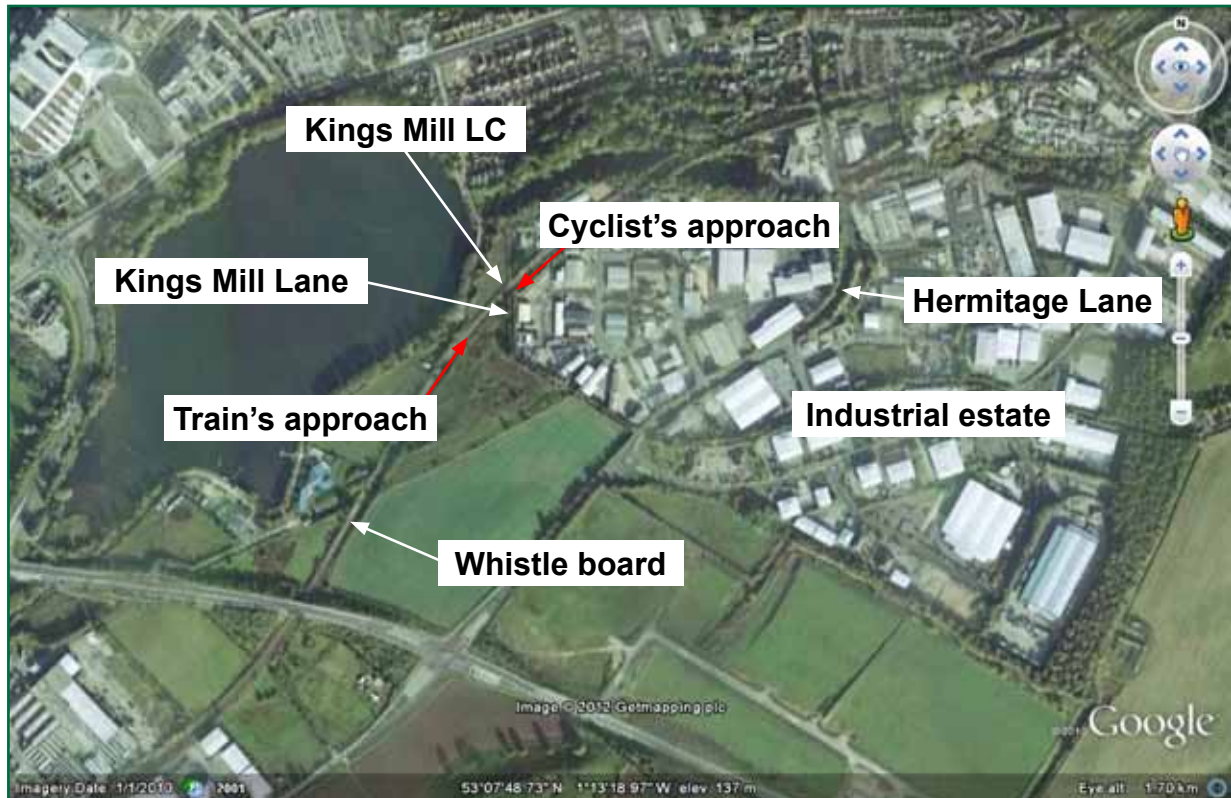 N
Kings Mill LC
Cyclist’s approach
Kings Mill Lane
Hermitage Lane
Train’s approach
Industrial estate
Whistle board
Image © 2012 Getmapping plc
Google
Imagery Date: 1/1/2010
2001
53°07'48.73" N 1°13'18.97" W elev 137 m
Eye alt 1.70 km